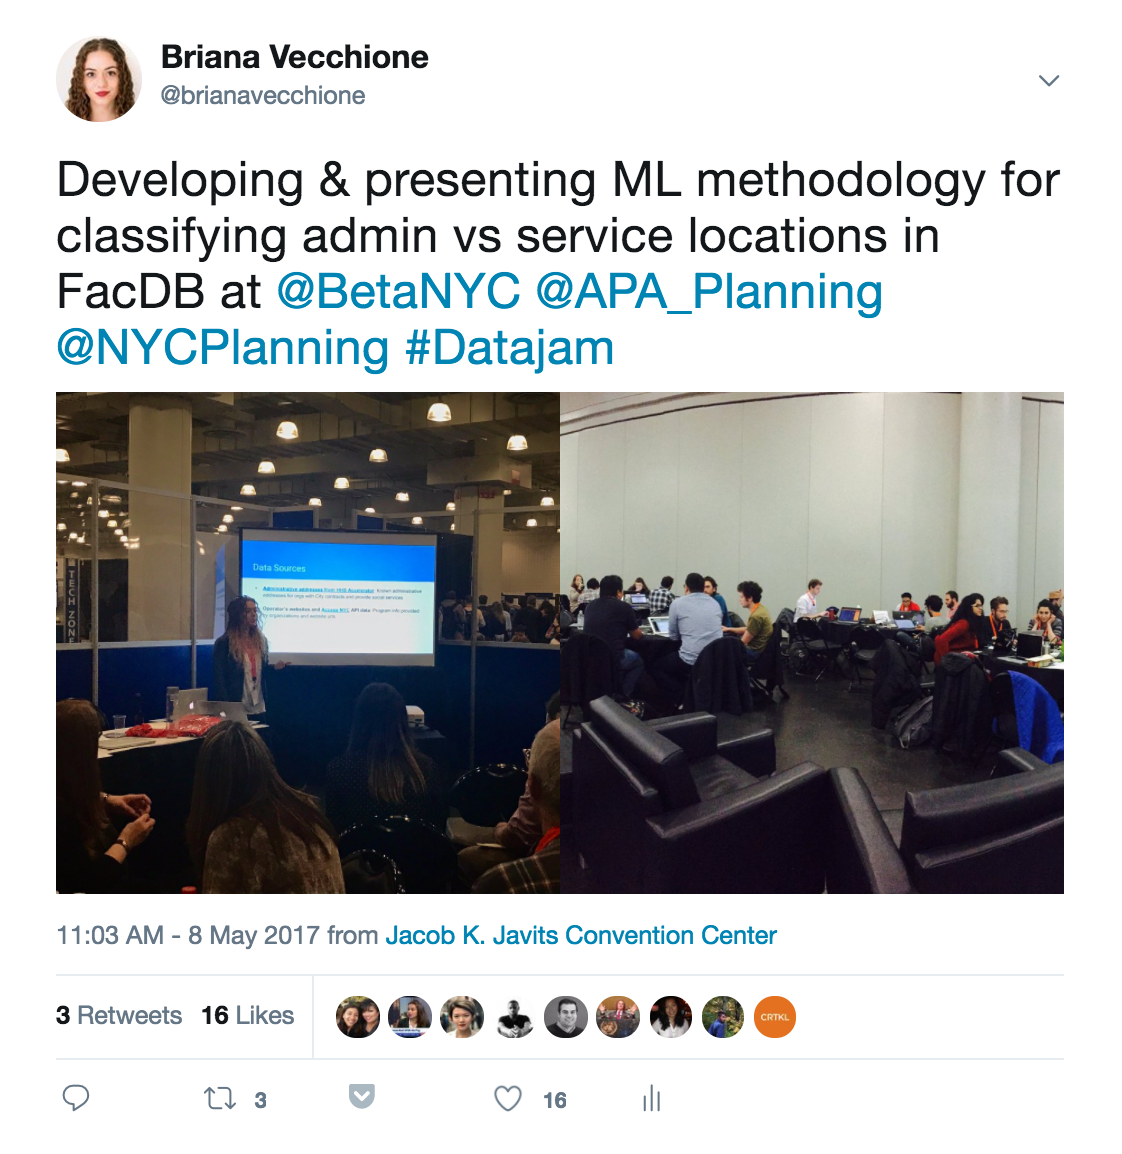 Briana Vecchione
@brianavecchione
Developing & presenting ML methodology for
classifying admin vs service locations in
FacDB at @BetaNYC @APA_Planning
@NYCPlanning #Datajam
TECH ZONE
Data Sources
Administrative addresses from HHS Accelerator: Known administrative
addresses for orgs with City contracts and provide social services.
Operator's websites and Access NYC API data: Program info provided
by organizations and website urls
11:03 AM - 8 May 2017 from Jacob K. Javits Convention Center
3 Retweets 16 Likes
CRTKL
3 16